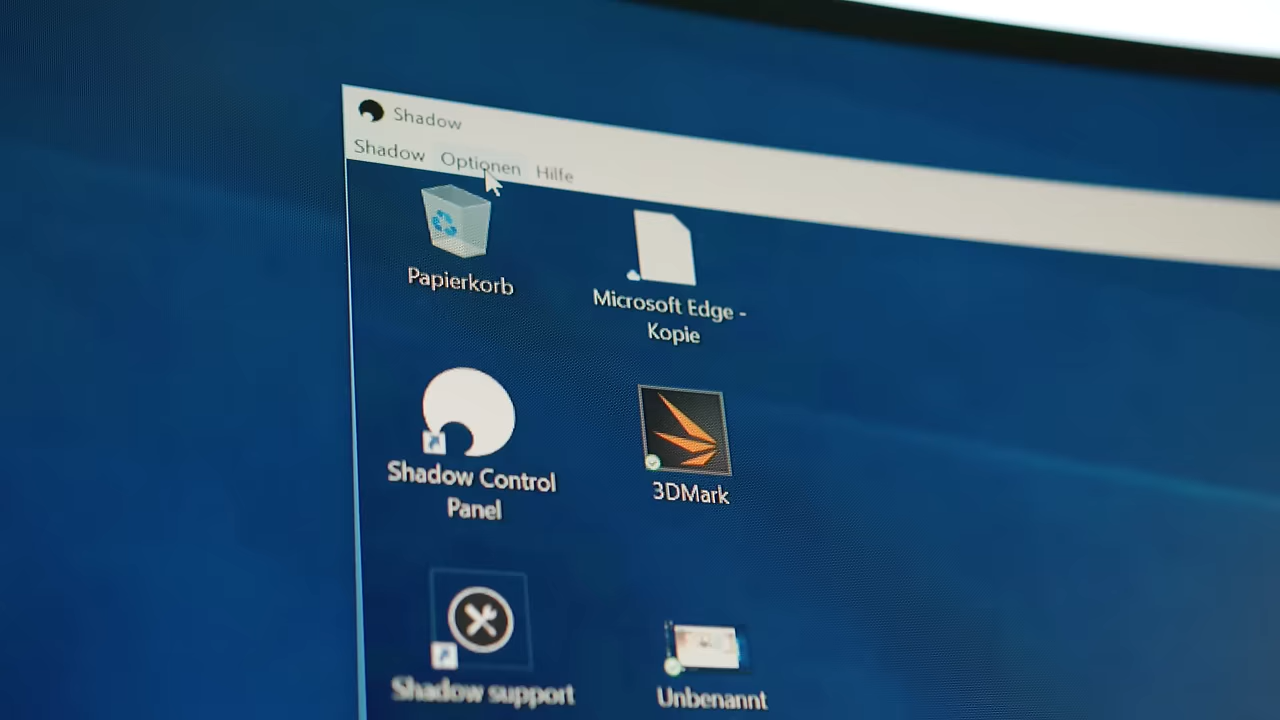 Shadow
Shadow Optionen Hilfe
Papierkorb
Microsoft Edge -
Kopie
Shadow Control
Panel
3DMark
Shadow support
Unbenannt